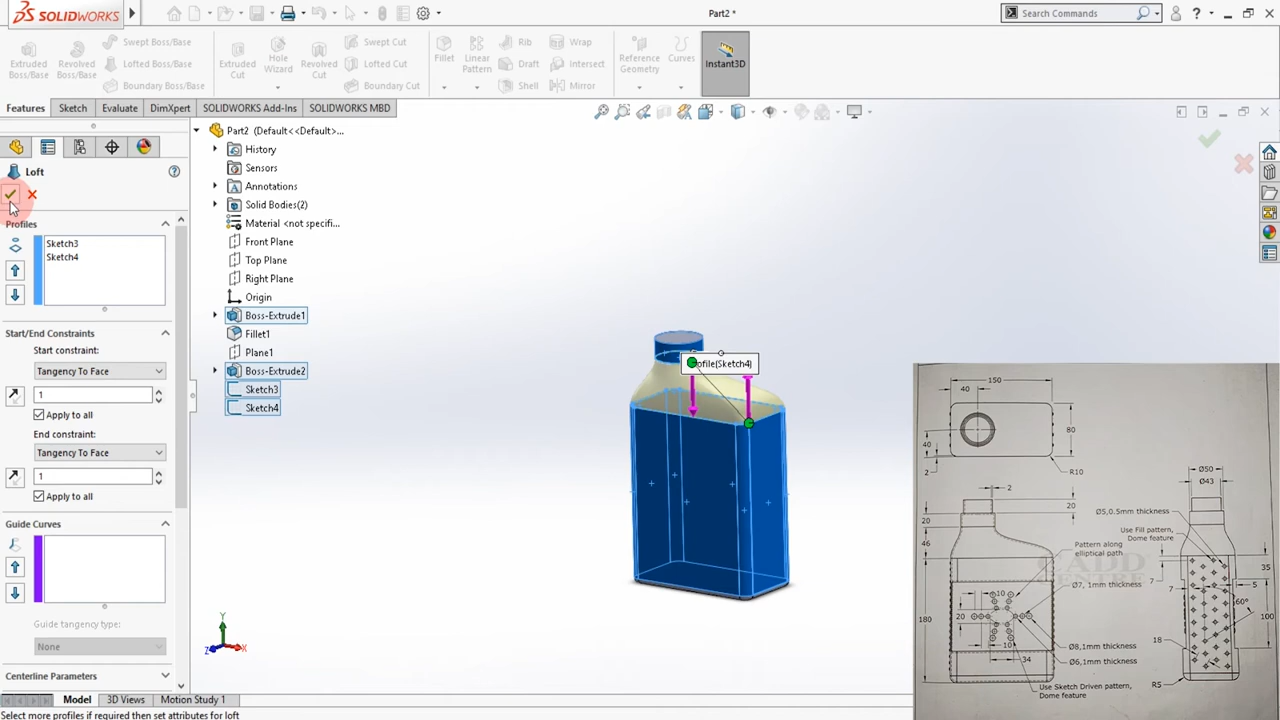 SOLIDWORKS
Part2 *
Search Commands
Extruded Boss/Base
Revolved Boss/Base
Swept Boss/Base
Lofted Boss/Base
Boundary Boss/Base
Extruded Cut
Hole Wizard
Revolved Cut
Swept Cut
Lofted Cut
Boundary Cut
Fillet
Linear Pattern
Rib
Draft
Shell
Wrap
Intersect
Mirror
Reference Geometry
Curves
Instant3D
Features
Sketch
Evaluate
DimXpert
SOLIDWORKS Add-Ins
SOLIDWORKS MBD
Loft
Profiles
Sketch3
Sketch4
Start/End Constraints
Start constraint:
Tangency To Face
1
Apply to all
End constraint:
Tangency To Face
1
Apply to all
Guide Curves
Guide tangency type:
None
Centerline Parameters
Part2 (Default<<Default>...
History
Sensors
Annotations
Solid Bodies(2)
Material <not specifi...
Front Plane
Top Plane
Right Plane
Origin
Boss-Extrude1
Fillet1
Plane1
Boss-Extrude2
Sketch3
Sketch4
rofile(Sketch4)
Y
Z
X
150
40
80
40
2
R10
2
20
20
46
180
Ø50
Ø43
Ø5,0.5mm thickness
Use Fill pattern,
Dome feature
Pattern along
elliptical path
CADD
CENTRE
Ø7, 1mm thickness
7
7
35
5
60°
100
10
20
10
34
Ø8,1mm thickness
Ø6,1mm thickness
18
R5
Use Sketch Driven pattern,
Dome feature
Model
3D Views
Motion Study 1
Select more profiles if required then set attributes for loft